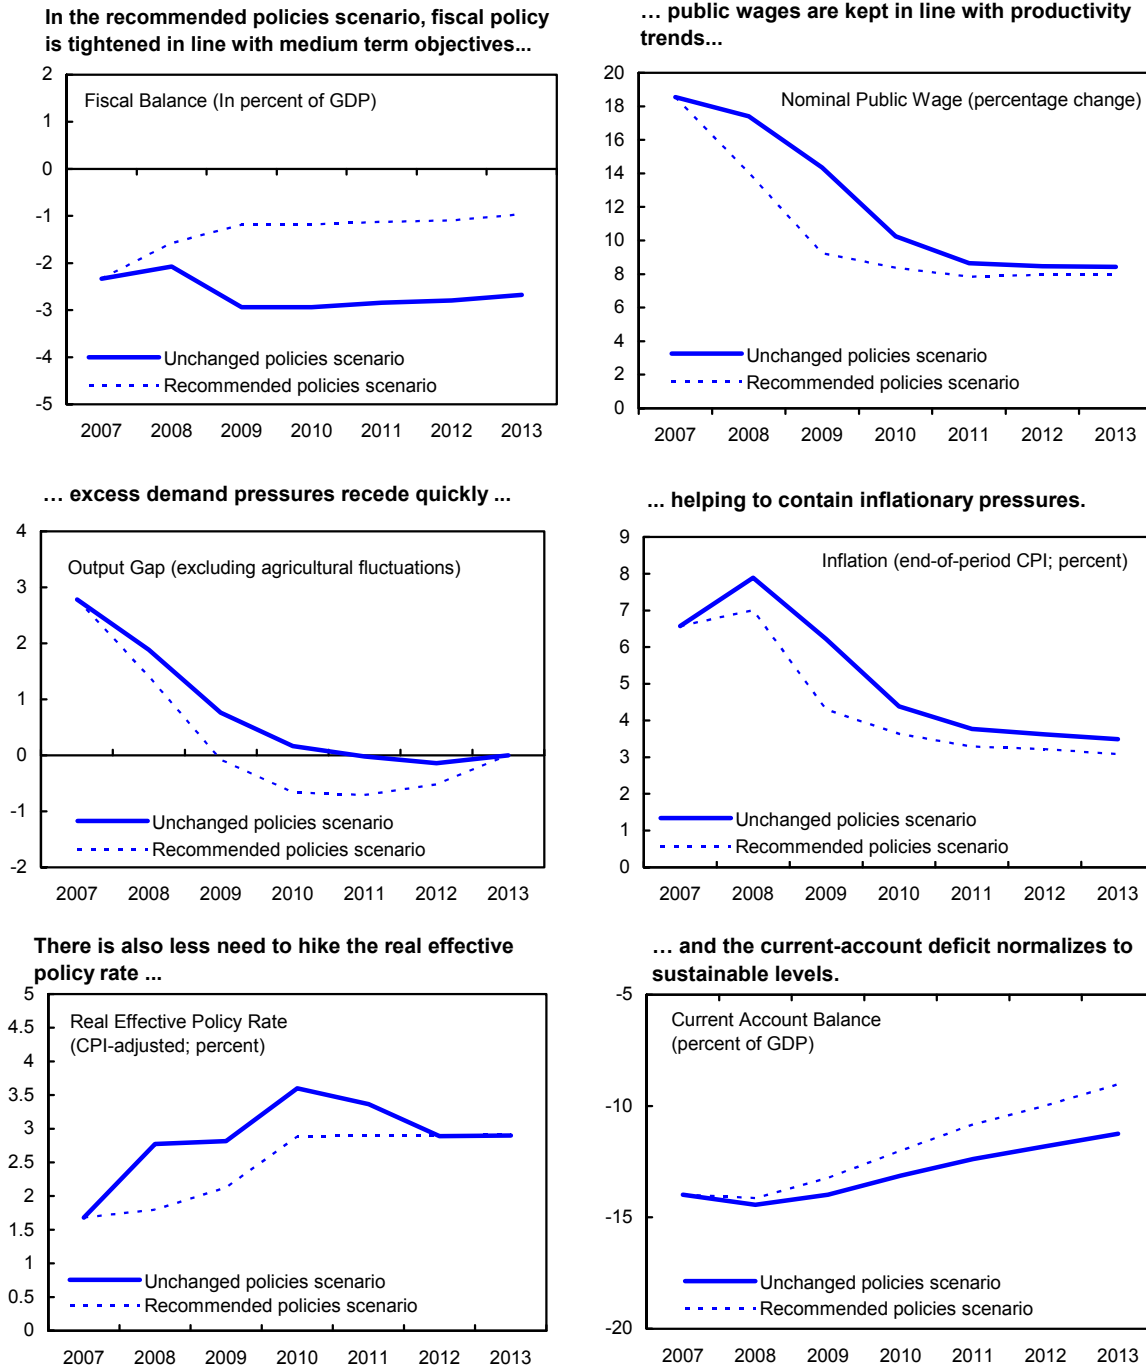 In the recommended policies scenario, fiscal policy
is tightened in line with medium term objectives...
2
1
0
-1
-2
-3
-4
-5
Fiscal Balance (In percent of GDP)
Unchanged policies scenario
Recommended policies scenario
2007 2008 2009 2010 2011 2012 2013
… public wages are kept in line with productivity
trends...
20
18
16
14
12
10
8
6
4
2
0
Nominal Public Wage (percentage change)
Unchanged policies scenario
Recommended policies scenario
2007 2008 2009 2010 2011 2012 2013
… excess demand pressures recede quickly ...
4
3
2
1
0
-1
-2
Output Gap (excluding agricultural fluctuations)
Unchanged policies scenario
Recommended policies scenario
2007 2008 2009 2010 2011 2012 2013
... helping to contain inflationary pressures.
9
8
7
6
5
4
3
2
1
0
Inflation (end-of-period CPI; percent)
Unchanged policies scenario
Recommended policies scenario
2007 2008 2009 2010 2011 2012 2013
There is also less need to hike the real effective
policy rate ...
5
4.5
4
3.5
3
2.5
2
1.5
1
0.5
0
Real Effective Policy Rate
(CPI-adjusted; percent)
Unchanged policies scenario
Recommended policies scenario
2007 2008 2009 2010 2011 2012 2013
… and the current-account deficit normalizes to
sustainable levels.
-5
-10
-15
-20
Current Account Balance
(percent of GDP)
Unchanged policies scenario
Recommended policies scenario
2007 2008 2009 2010 2011 2012 2013